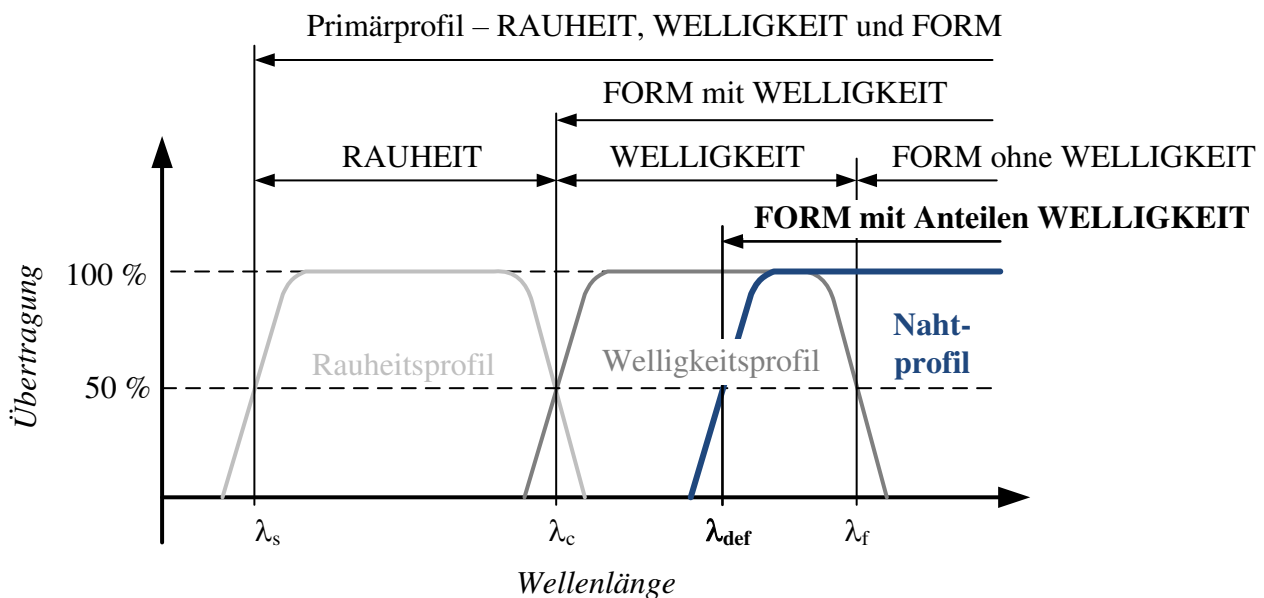 Primärprofil – RAUHEIT, WELLIGKEIT und FORM
FORM mit WELLIGKEIT
RAUHEIT
WELLIGKEIT
FORM ohne WELLIGKEIT
FORM mit Anteilen WELLIGKEIT
Übertragung
100 %
50 %
Rauheitsprofil
Welligkeitsprofil
Naht-
profil
λs
λc
λdef
λf
Wellenlänge